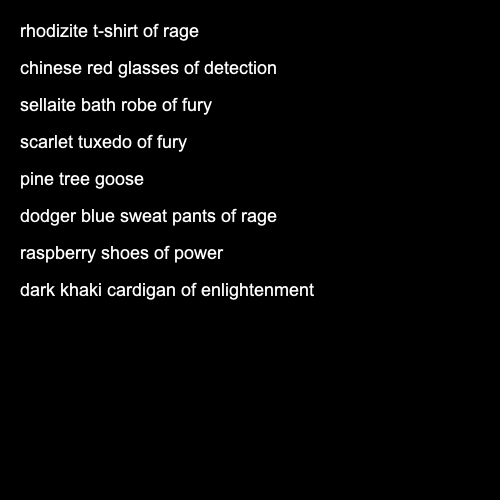 rhodizite t-shirt of rage
chinese red glasses of detection
sellaite bath robe of fury
scarlet tuxedo of fury
pine tree goose
dodger blue sweat pants of rage
raspberry shoes of power
dark khaki cardigan of enlightenment